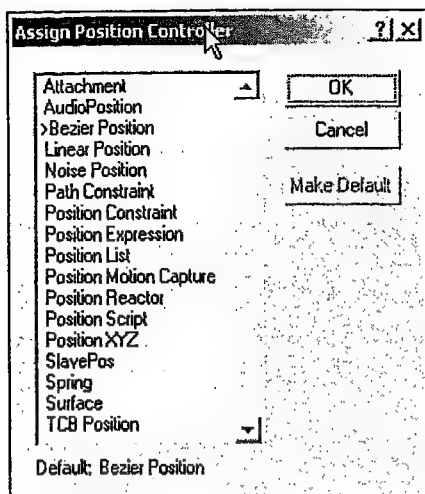 Assign Position Controller ? X
Attachment
AudioPosition
>Bezier Position
Linear Position
Noise Position
Path Constraint
Position Constraint
Position Expression
Position List
Position Motion Capture
Position Reactor
Position Script
Position XYZ
SlavePos
Spring
Surface
TCB Position
OK
Cancel
Make Default
Default: Bezier Position